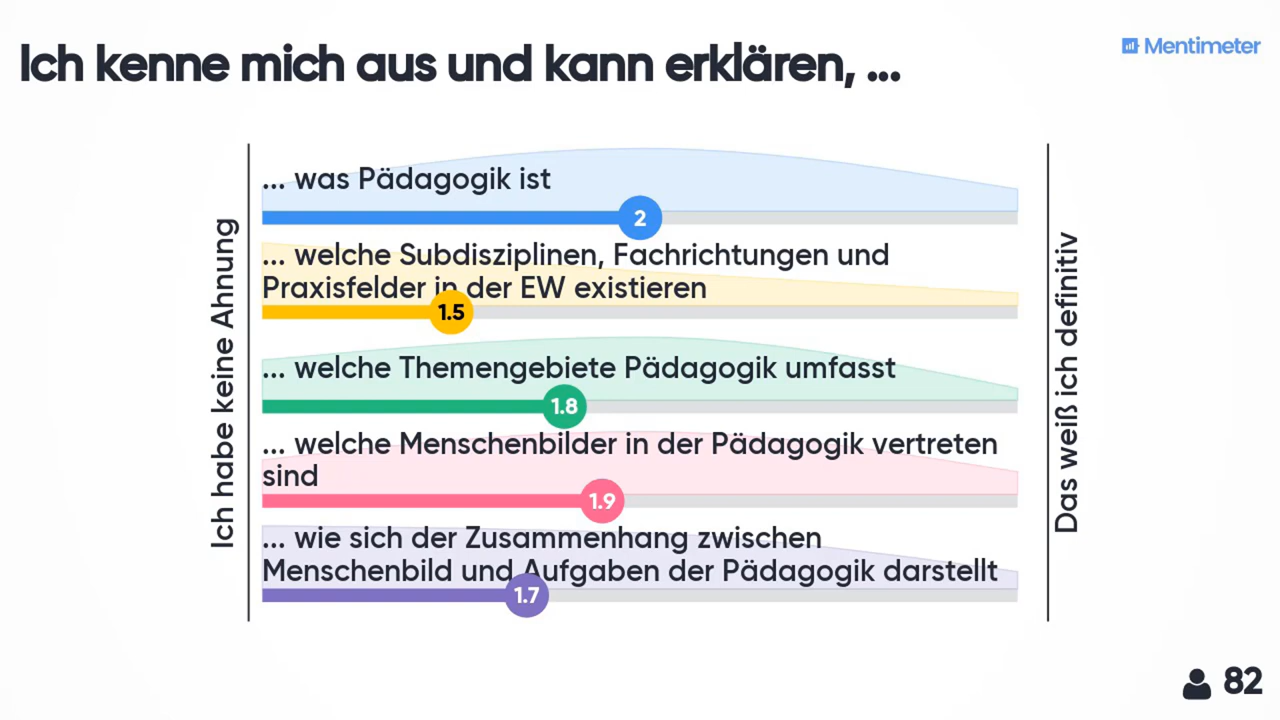 Ich kenne mich aus und kann erklären, ...
Mentimeter
Ich habe keine Ahnung
... was Pädagogik ist
2
... welche Subdisziplinen, Fachrichtungen und
Praxisfelder in der EW existieren
1.5
... welche Themengebiete Pädagogik umfasst
1.8
... welche Menschenbilder in der Pädagogik vertreten
sind
1.9
... wie sich der Zusammenhang zwischen
Menschenbild und Aufgaben der Pädagogik darstellt
1.7
Das weiß ich definitiv
82